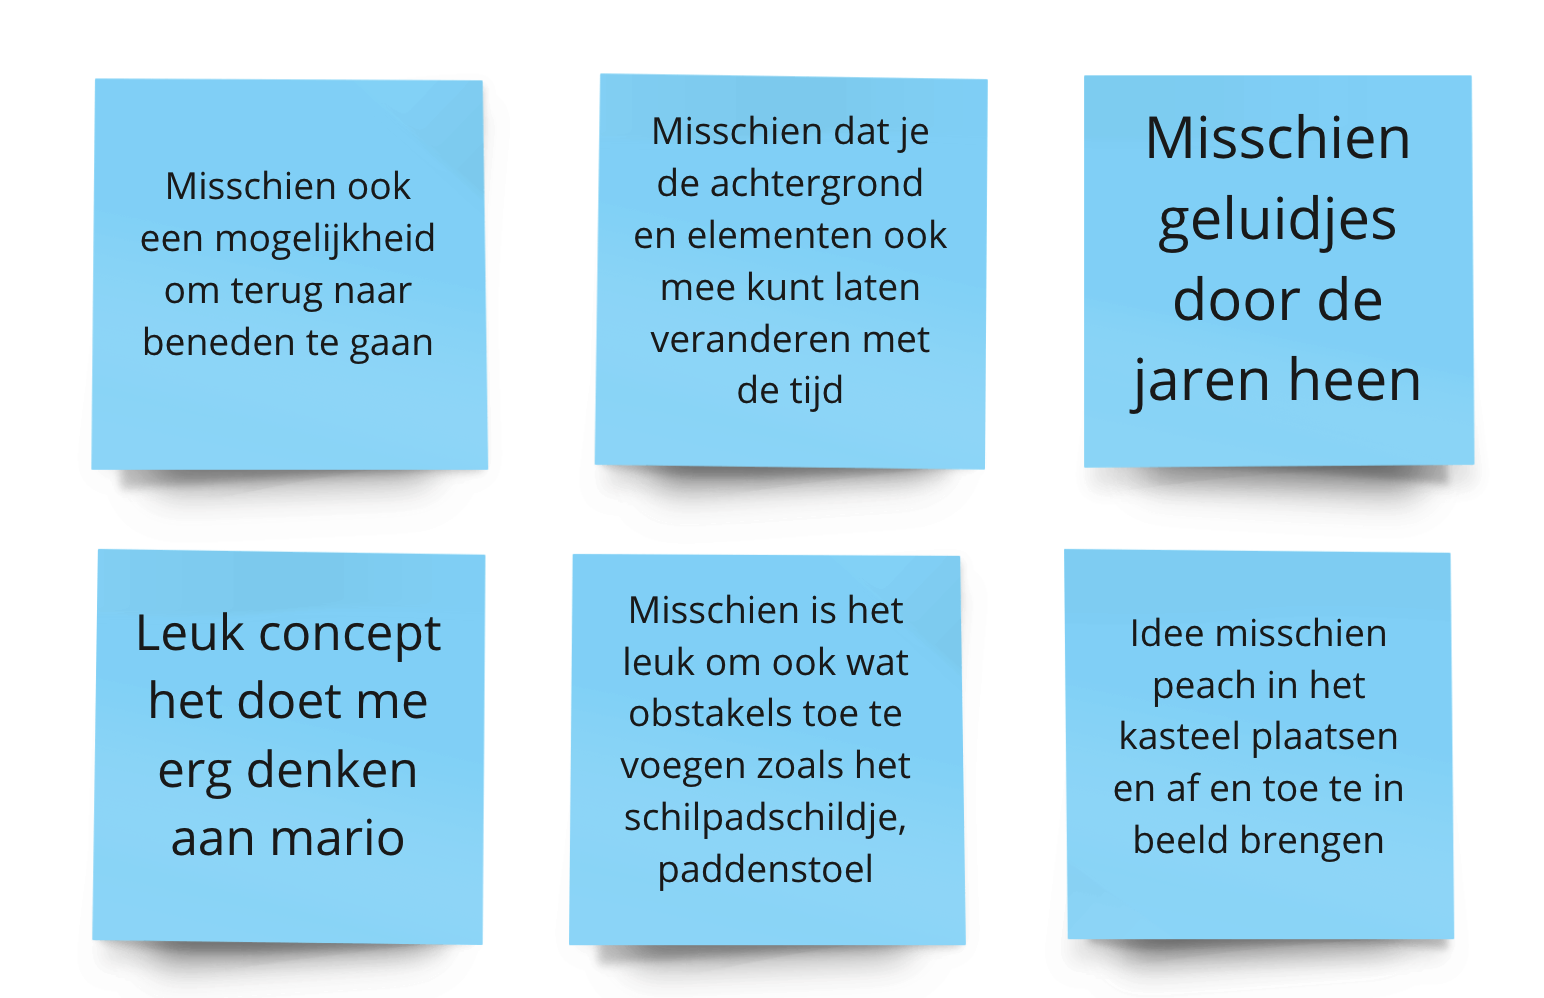 Misschien ook
een mogelijkheid
om terug naar
beneden te gaan
Misschien dat je
de achtergrond
en elementen ook
mee kunt laten
veranderen met
de tijd
Misschien
geluidjes
door de
jaren heen
Leuk concept
het doet me
erg denken
aan mario
Misschien is het
leuk om ook wat
obstakels toe te
voegen zoals het
schilpadschildje,
paddenstoel
Idee misschien
peach in het
kasteel plaatsen
en af en toe te in
beeld brengen